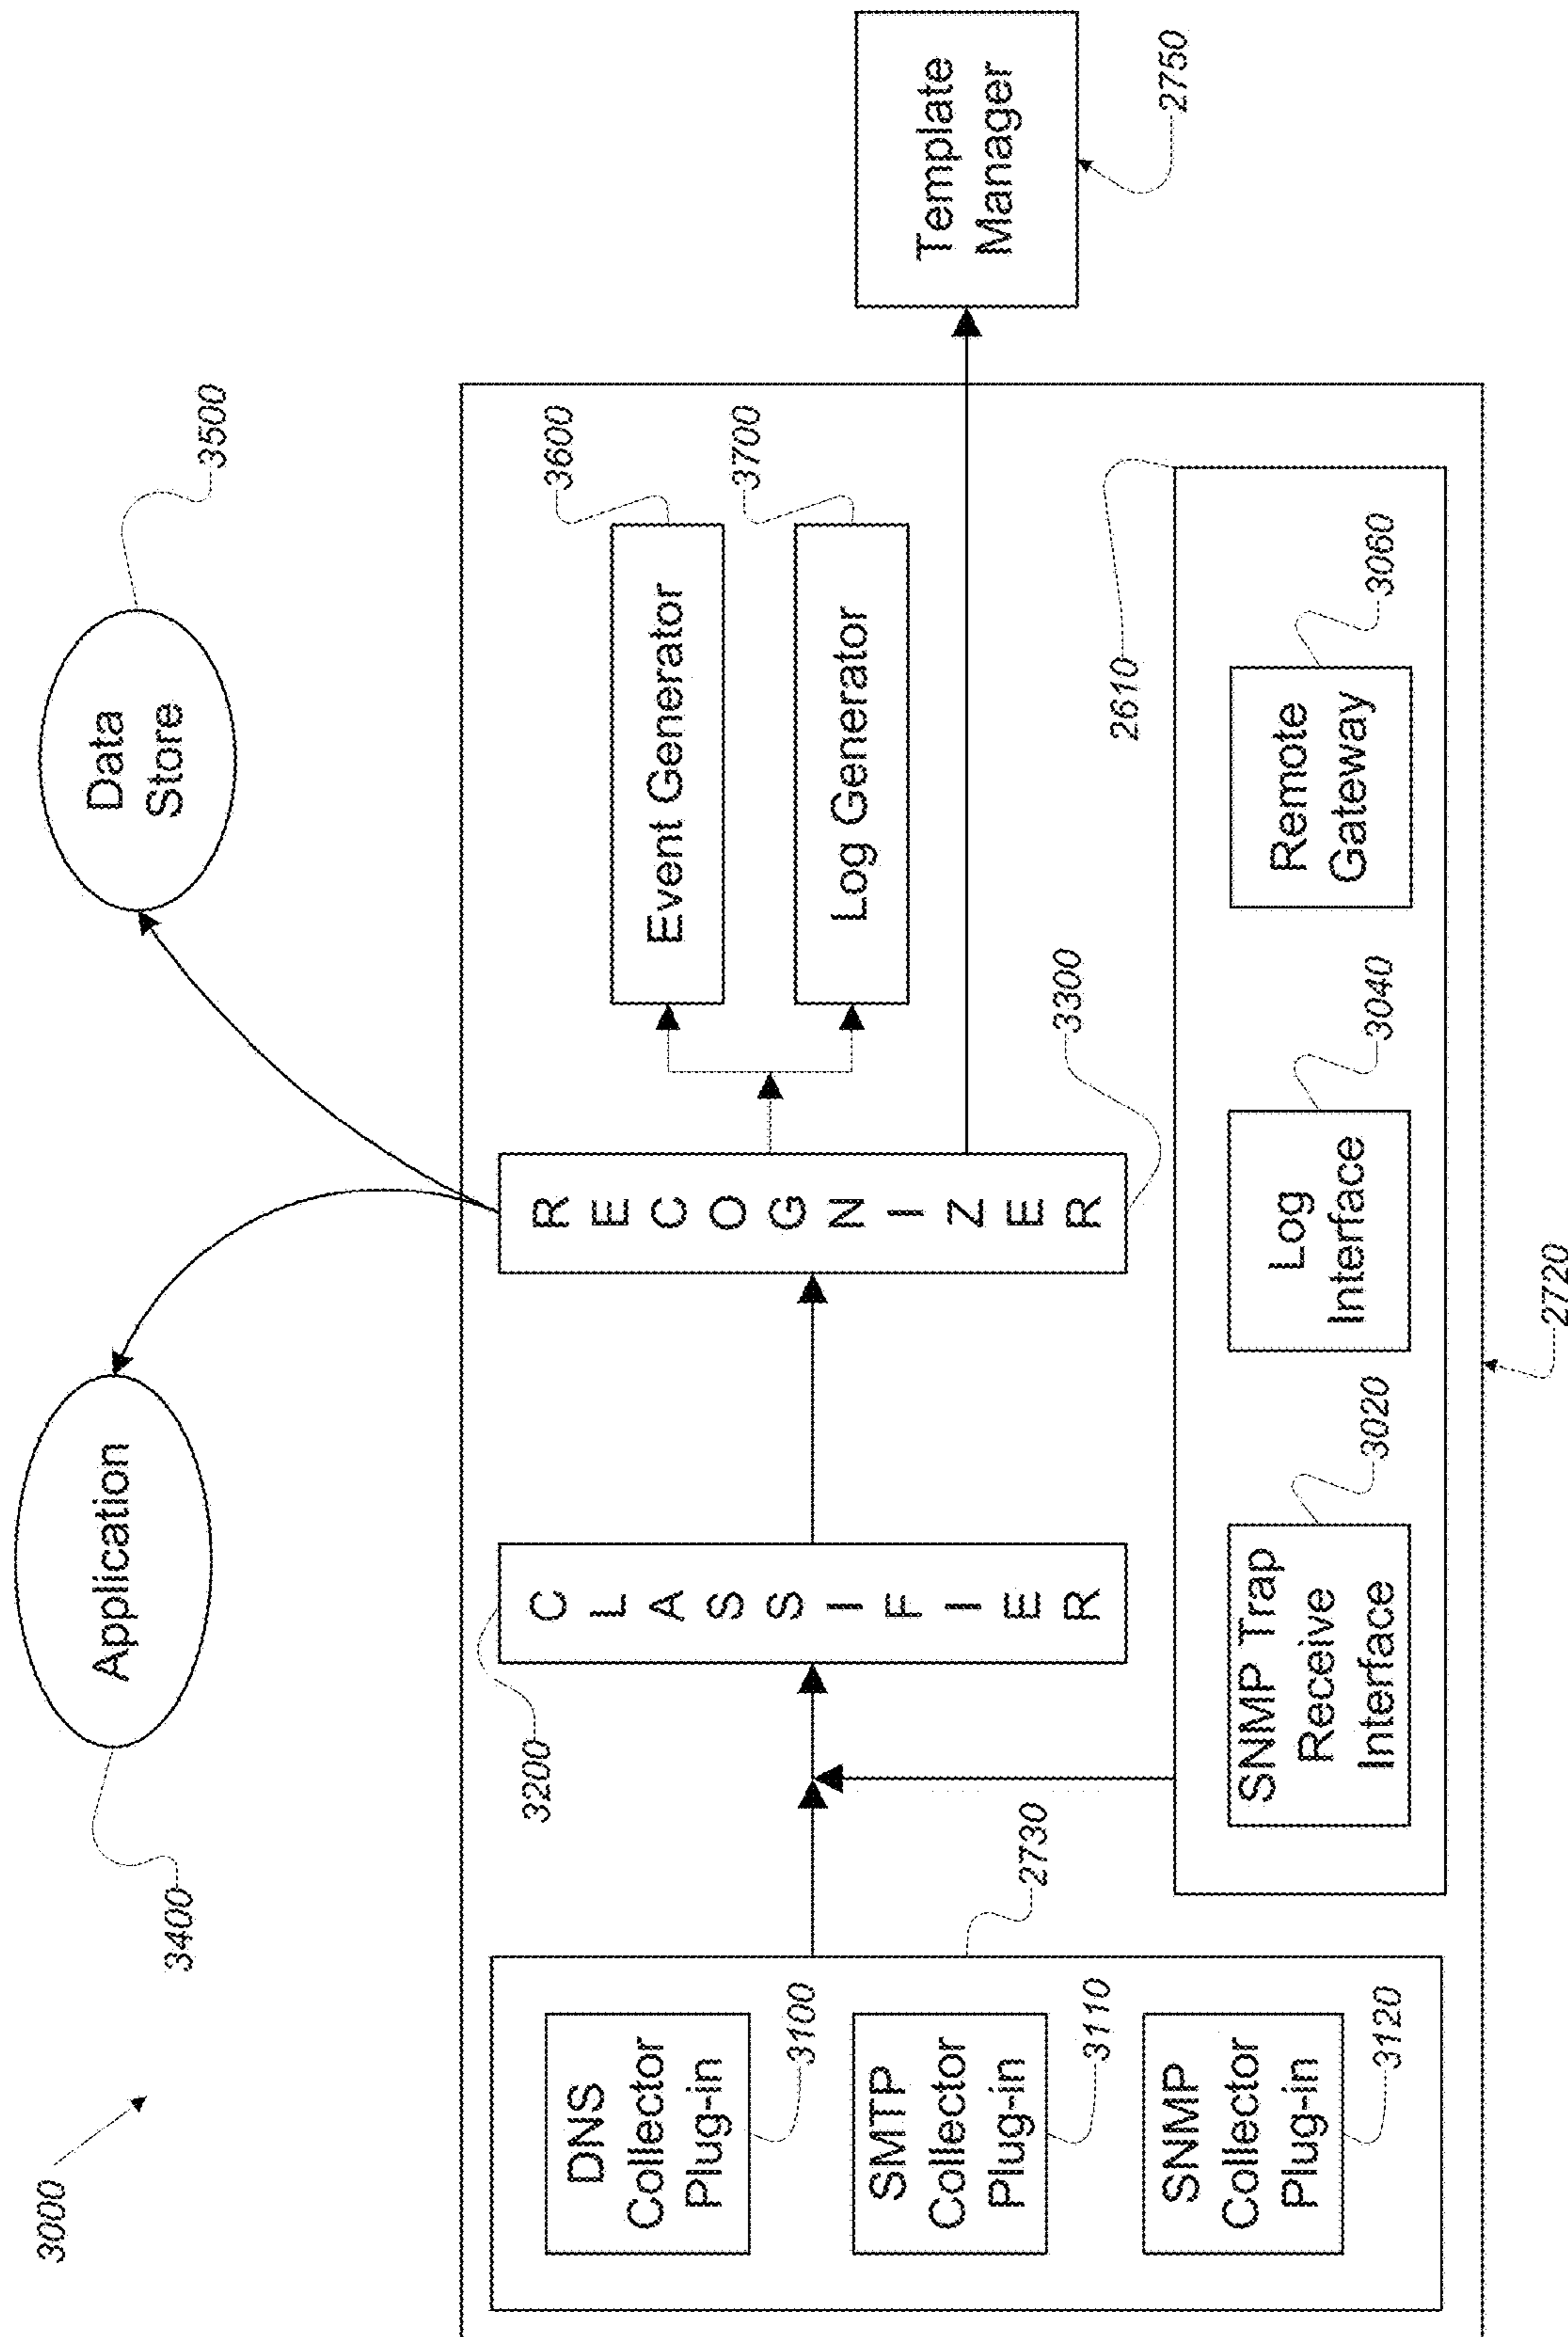 3000
3400
Application
Data
Store
3500
DNS
Collector
Plug-in
3100
SMTP
Collector
Plug-in
3110
SNMP
Collector
Plug-in
3120
2730
3200
CLASSIFIER
RECOGNIZER
3300
Event Generator
3600
Log Generator
3700
2610
SNMP Trap
Receive
Interface
3020
Log
Interface
3040
Remote
Gateway
3060
2720
Template
Manager
2750